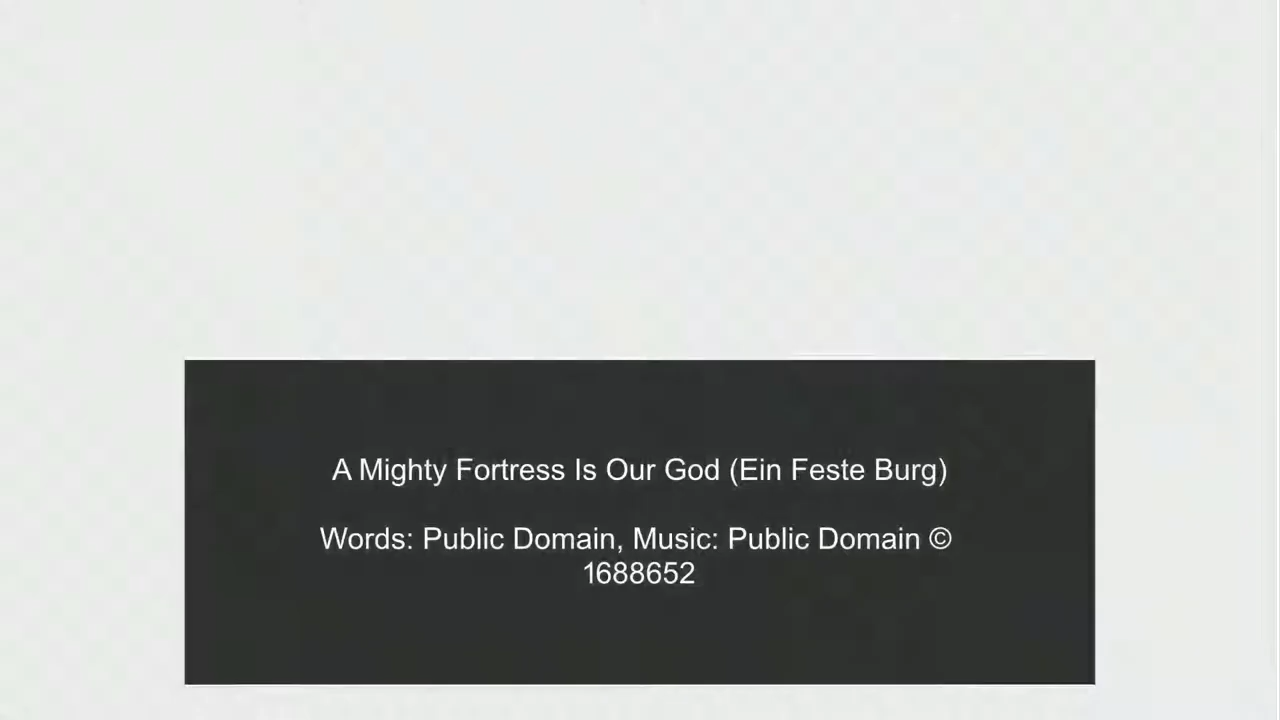 A Mighty Fortress Is Our God (Ein Feste Burg)
Words: Public Domain, Music: Public Domain ©
1688652